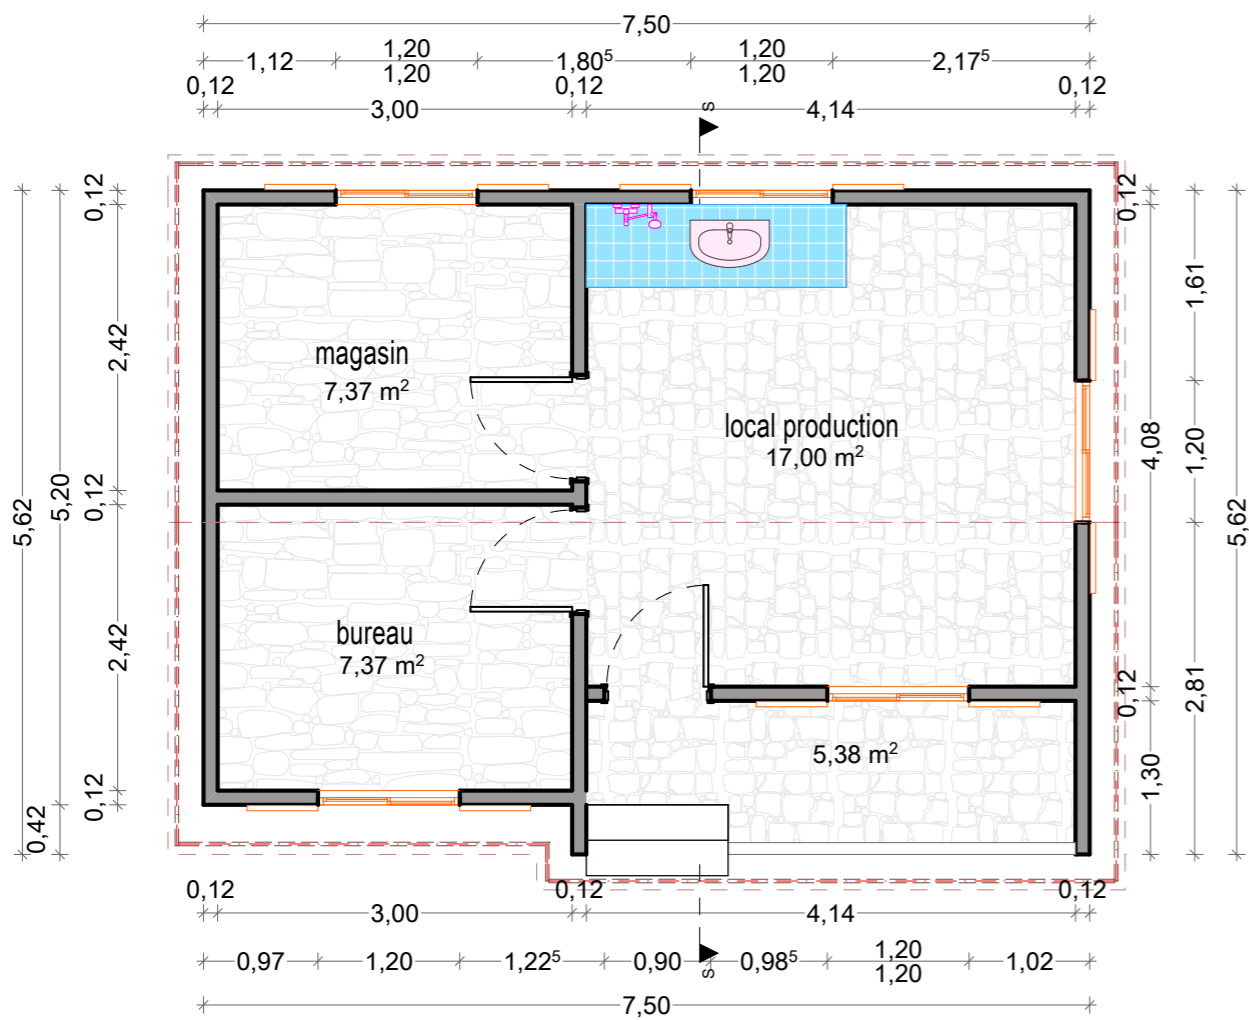 7,50
1,12 1,20 1,80⁵ 1,20 2,17⁵
1,20 1,20
0,12 0,12 0,12
3,00 4,14
s
0,12
2,42
0,12
2,42
0,12
5,20
0,42
5,62
magasin
7,37 m²
local production
17,00 m²
bureau
7,37 m²
5,38 m²
0,12
4,08
0,12
1,30
1,61
1,20
2,81
5,62
0,12 0,12 0,12
3,00 4,14
0,97 1,20 1,22⁵ 0,90 0,98⁵ 1,20 1,02
1,20
s
7,50